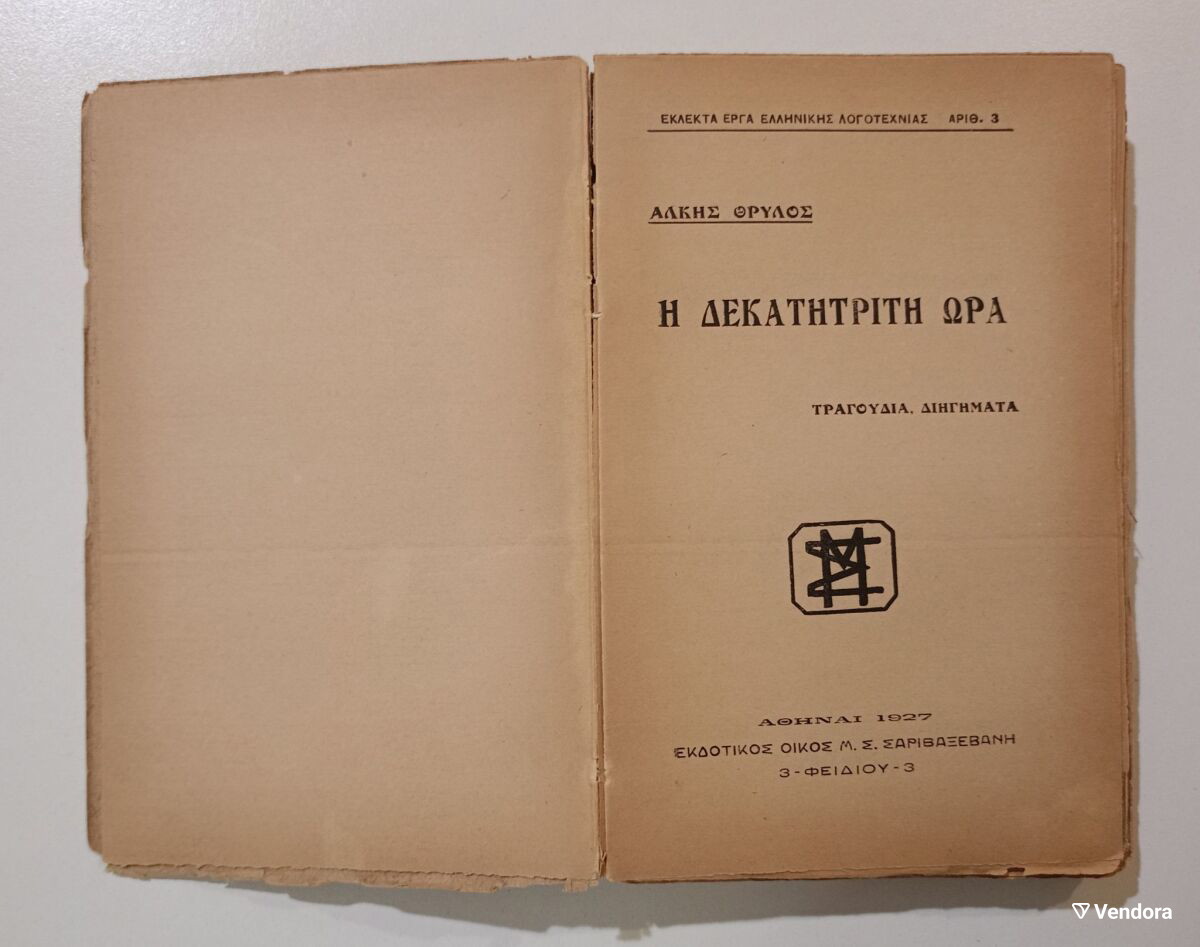 ΕΚΛΕΚΤΑ ΕΡΓΑ ΕΛΛΗΝΙΚΗΣ ΛΟΓΟΤΕΧΝΙΑΣ ΑΡΙΘ. 3
ΑΛΚΗΣ ΘΡΥΛΟΣ
Η ΔΕΚΑΤΗΤΡΙΤΗ ΩΡΑ
ΤΡΑΓΟΥΔΙΑ, ΔΙΗΓΗΜΑΤΑ
ΑΘΗΝΑΙ 1927
ΕΚΔΟΤΙΚΟΣ ΟΙΚΟΣ Μ. Σ. ΣΑΡΙΒΑΞΕΒΑΝΗ
3-ΦΕΙΔΙΟΥ-3
Vendora